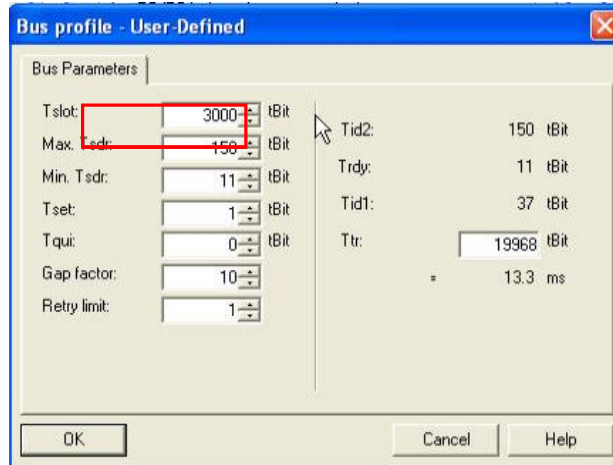 Bus profile - User-Defined
Bus Parameters
Tslot: 3000 tBit
Max. Tsdr: 150 tBit
Min. Tsdr: 11 tBit
Tset: 1 tBit
Tqui: 0 tBit
Gap factor: 10
Retry limit: 1
Tid2: 150 tBit
Trdy: 11 tBit
Tid1: 37 tBit
Ttr: 19968 tBit
= 13.3 ms
OK
Cancel
Help